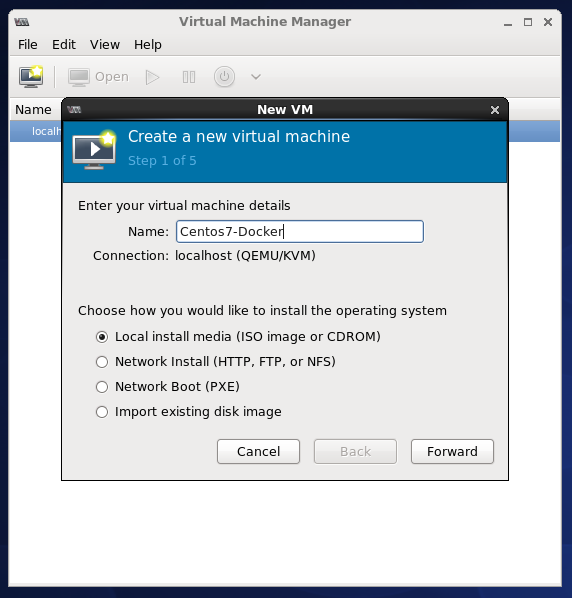 Virtual Machine Manager
File Edit View Help
Open
Name
New VM
Create a new virtual machine
Step 1 of 5
Enter your virtual machine details
Name: Centos7-Docker
Connection: localhost (QEMU/KVM)
Choose how you would like to install the operating system
Local install media (ISO image or CDROM)
Network Install (HTTP, FTP, or NFS)
Network Boot (PXE)
Import existing disk image
Cancel Back Forward